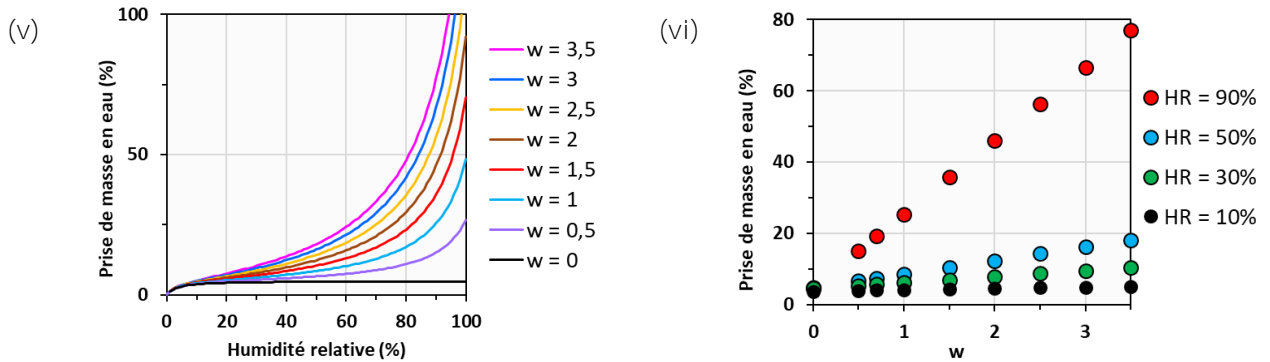 (v)
Prise de masse en eau (%)
100
50
0
0 20 40 60 80 100
Humidité relative (%)
w = 3,5
w = 3
w = 2,5
w = 2
w = 1,5
w = 1
w = 0,5
w = 0
(vi)
Prise de masse en eau (%)
80
60
40
20
0
0 1 2 3
w
HR = 90%
HR = 50%
HR = 30%
HR = 10%